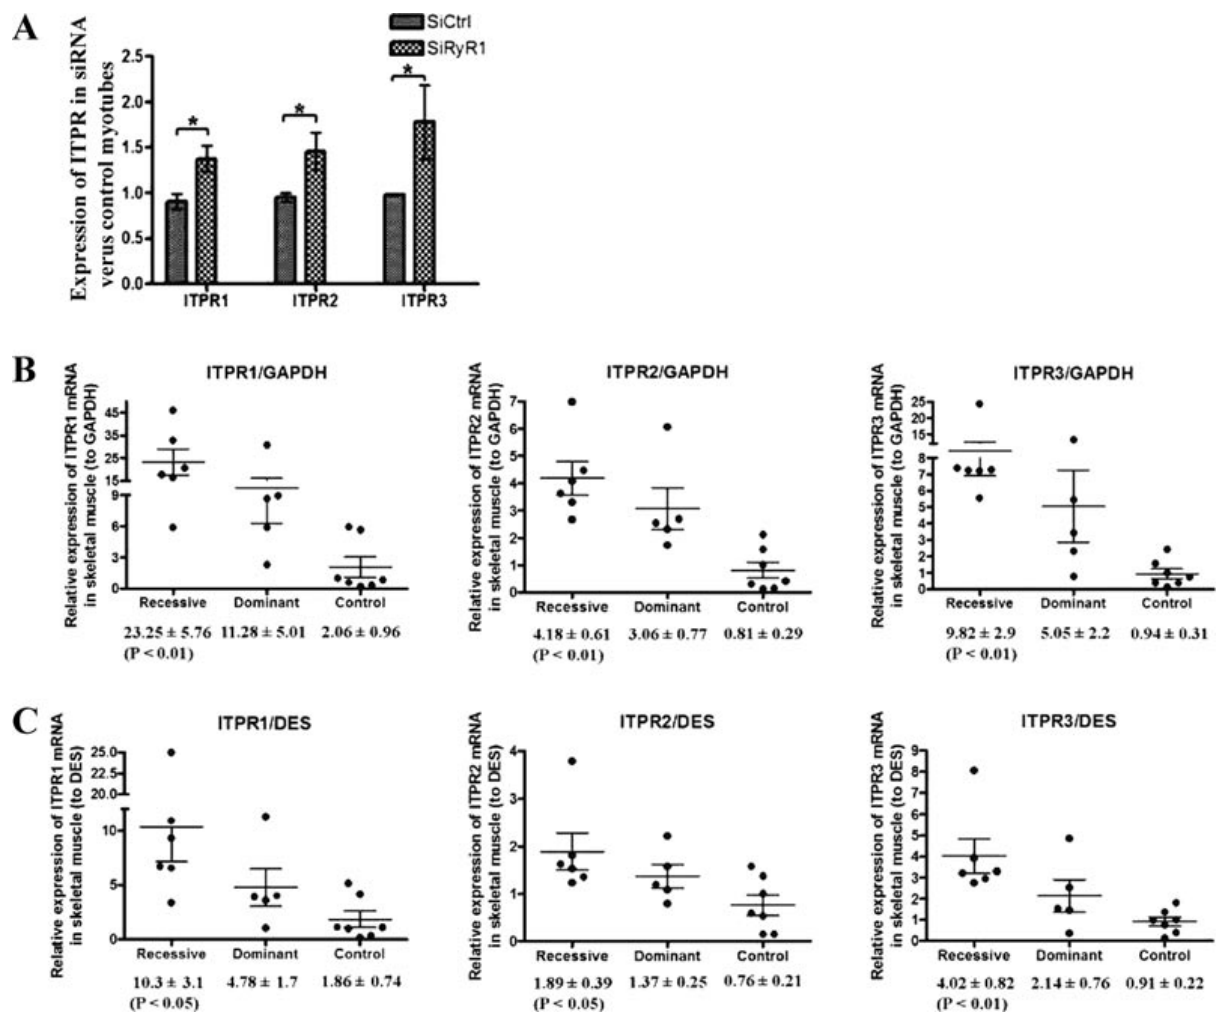 A
SiCtrl
SiRyR1
Expression of ITPR in siRNA
verus control myotubes
2.5
2.0
1.5
1.0
0.5
0.0
*
*
*
ITPR1 ITPR2 ITPR3
B
ITPR1/GAPDH
Relative expression of ITPR1 mRNA
in skeletal muscle (to GAPDH)
45
35
25
15
9
6
3
0
Recessive Dominant Control
23.25 ± 5.76 11.28 ± 5.01 2.06 ± 0.96
(P < 0.01)
ITPR2/GAPDH
Relative expression of ITPR2 mRNA
in skeletal muscle (to GAPDH)
7
6
5
4
3
2
1
0
Recessive Dominant Control
4.18 ± 0.61 3.06 ± 0.77 0.81 ± 0.29
(P < 0.01)
ITPR3/GAPDH
Relative expression of ITPR3 mRNA
in skeletal muscle (to GAPDH)
25
20
15
8
7
6
5
4
3
2
1
0
Recessive Dominant Control
9.82 ± 2.9 5.05 ± 2.2 0.94 ± 0.31
(P < 0.01)
C
ITPR1/DES
Relative expression of ITPR1 mRNA
in skeletal muscle (to DES)
25.0
22.5
20.0
10
5
0
Recessive Dominant Control
10.3 ± 3.1 4.78 ± 1.7 1.86 ± 0.74
(P < 0.05)
ITPR2/DES
Relative expression of ITPR2 mRNA
in skeletal muscle (to DES)
4
3
2
1
0
Recessive Dominant Control
1.89 ± 0.39 1.37 ± 0.25 0.76 ± 0.21
(P < 0.05)
ITPR3/DES
Relative expression of ITPR3 mRNA
in skeletal muscle (to DES)
9
8
7
6
5
4
3
2
1
0
Recessive Dominant Control
4.02 ± 0.82 2.14 ± 0.76 0.91 ± 0.22
(P < 0.01)